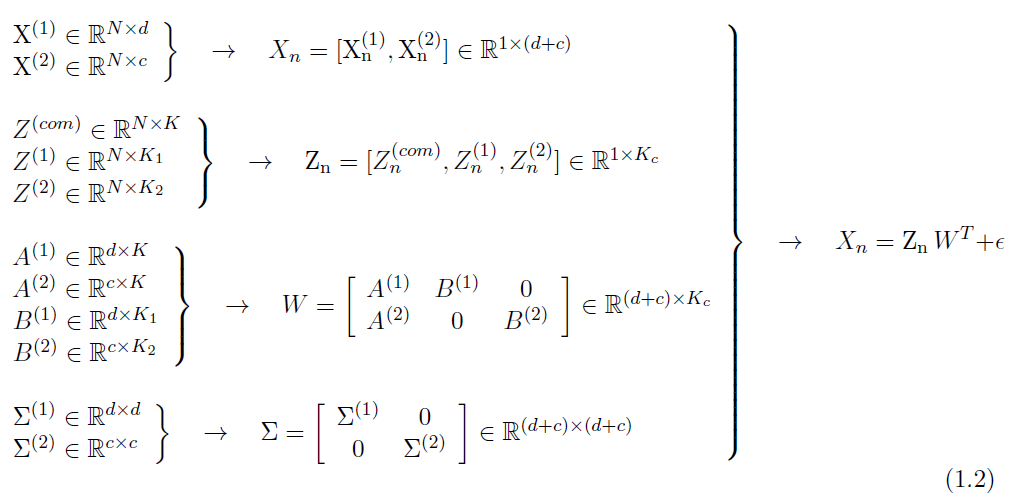 X^{(1)} ∈ ℝ^{N×d}
X^{(2)} ∈ ℝ^{N×c} } → X_n = [X_n^{(1)}, X_n^{(2)}] ∈ ℝ^{1×(d+c)}
Z^{(com)} ∈ ℝ^{N×K}
Z^{(1)} ∈ ℝ^{N×K_1} } → Z_n = [Z_n^{(com)}, Z_n^{(1)}, Z_n^{(2)}] ∈ ℝ^{1×K_c}
Z^{(2)} ∈ ℝ^{N×K_2}
} → X_n = Z_n W^T + ϵ
A^{(1)} ∈ ℝ^{d×K}
A^{(2)} ∈ ℝ^{c×K} } → W = [ A^{(1)} B^{(1)} 0
B^{(1)} ∈ ℝ^{d×K_1} A^{(2)} 0 B^{(2)} ] ∈ ℝ^{(d+c)×K_c}
B^{(2)} ∈ ℝ^{c×K_2}
Σ^{(1)} ∈ ℝ^{d×d} } → Σ = [ Σ^{(1)} 0
Σ^{(2)} ∈ ℝ^{c×c} 0 Σ^{(2)} ] ∈ ℝ^{(d+c)×(d+c)}
(1.2)